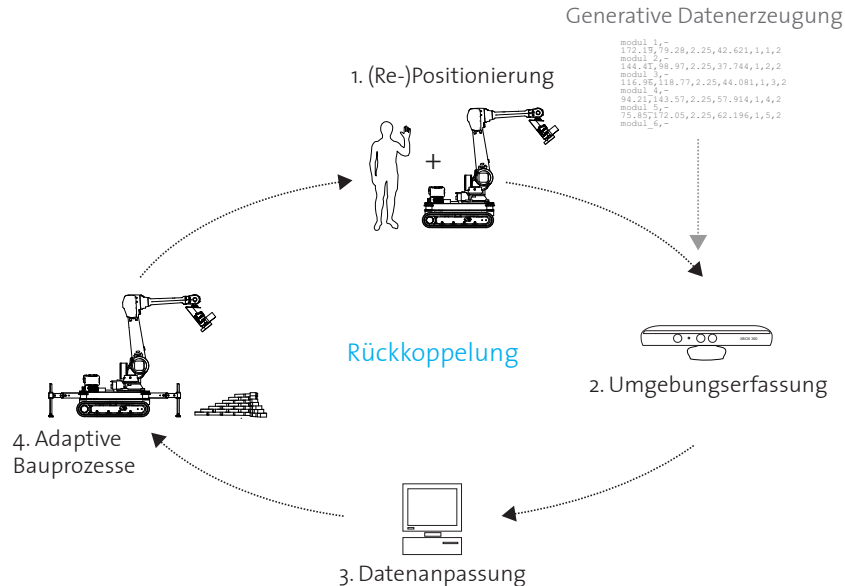 Generative Datenerzeugung
modul_1,-
172.19,79.28,2.25,42.621,1,1,2
modul_2,-
144.41,98.97,2.25,37.744,1,2,2
modul_3,-
116.96,118.77,2.25,44.081,1,3,2
modul_4,-
94.21,143.57,2.25,57.914,1,4,2
modul_5,-
75.85,172.05,2.25,62.196,1,5,2
modul_6,-
1. (Re-)Positionierung
+
XBOX 360
Rückkoppelung
2. Umgebungserfassung
4. Adaptive
Bauprozesse
3. Datenanpassung